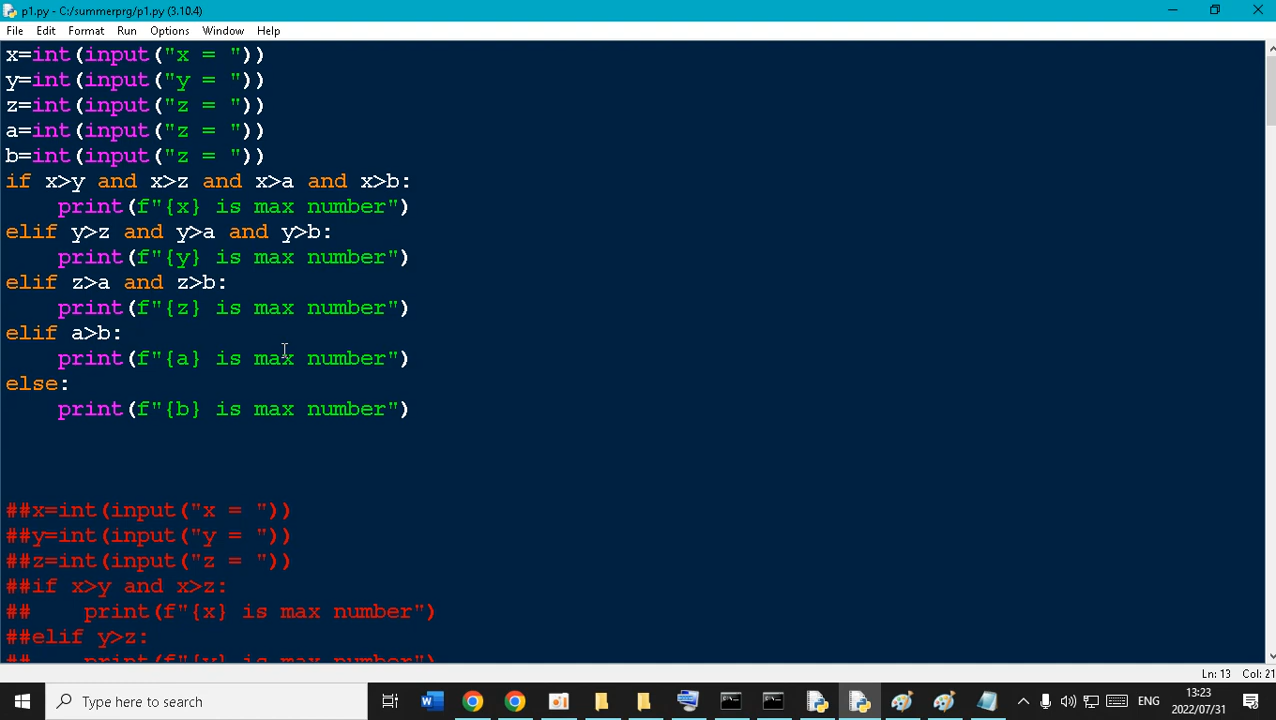 p1.py - C:/summerprg/p1.py (3.10.4)
File Edit Format Run Options Window Help
x=int(input("x = "))
y=int(input("y = "))
z=int(input("z = "))
a=int(input("z = "))
b=int(input("z = "))
if x>y and x>z and x>a and x>b:
    print(f"{x} is max number")
elif y>z and y>a and y>b:
    print(f"{y} is max number")
elif z>a and z>b:
    print(f"{z} is max number")
elif a>b:
    print(f"{a} is max number")
else:
    print(f"{b} is max number")
##x=int(input("x = "))
##y=int(input("y = "))
##z=int(input("z = "))
##if x>y and x>z:
##    print(f"{x} is max number")
##elif y>z:
##    print(f"{y} is max number")
Ln: 13 Col: 21
Type here to search
ENG
13:23
2022/07/31